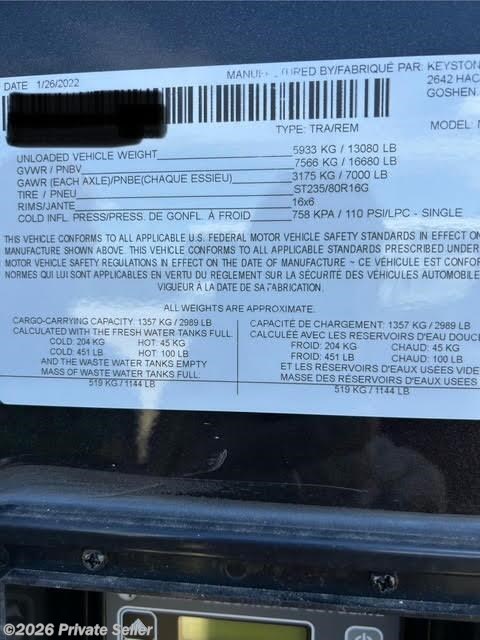 DATE 1/26/2022 MANUF URED BY/FABRIQUÉ PAR: KEYSTON
2642 HAC
GOSHEN,
TYPE: TRA/REM MODEL/
UNLOADED VEHICLE WEIGHT 5933 KG / 13080 LB
GVWR / PNBV 7566 KG / 16680 LB
GAWR (EACH AXLE)/PNBE(CHAQUE ESSIEU) 3175 KG / 7000 LB
TIRE / PNEU ST235/80R16G
RIMS/JANTE 16x6
COLD INFL. PRESS/PRESS. DE GONFL. À FROID 758 KPA / 110 PSI/LPC - SINGLE
THIS VEHICLE CONFORMS TO ALL APPLICABLE U.S. FEDERAL MOTOR VEHICLE SAFETY STANDARDS IN EFFECT ON
MANUFACTURE SHOWN ABOVE. THIS VEHICLE CONFORMS TO ALL APPLICABLE STANDARDS PRESCRIBED UNDER
MOTOR VEHICLE SAFETY REGULATIONS IN EFFECT ON THE DATE OF MANUFACTURE ~ CE VÉHICULE EST CONFOR
NORMES QUI LUI SONT APPLICABLES EN VERTU DU RÈGLEMENT SUR LA SÉCURITÉ DES VÉHICULES AUTOMOBILE
VIGUEUR À LA DATE DE SA FABRICATION.
ALL WEIGHTS ARE APPROXIMATE.
CARGO-CARRYING CAPACITY: 1357 KG / 2989 LB
CALCULATED WITH THE FRESH WATER TANKS FULL
COLD: 204 KG HOT: 45 KG
COLD: 451 LB HOT: 100 LB
AND THE WASTE WATER TANKS EMPTY
MASS OF WASTE WATER TANKS FULL:
519 KG / 1144 LB
CAPACITÉ DE CHARGEMENT: 1357 KG / 2989 LB
CALCULÉE AVEC LES RÉSERVOIRS D'EAU DOUCE
FROID: 204 KG CHAUD: 45 KG
FROID: 451 LB CHAUD: 100 LB
ET LES RÉSERVOIRS D'EAUX USÉES VIDE
MASSE DES RÉSERVOIRS D'EAUX USÉES
519 KG / 1144 LB
©2026 Private Seller